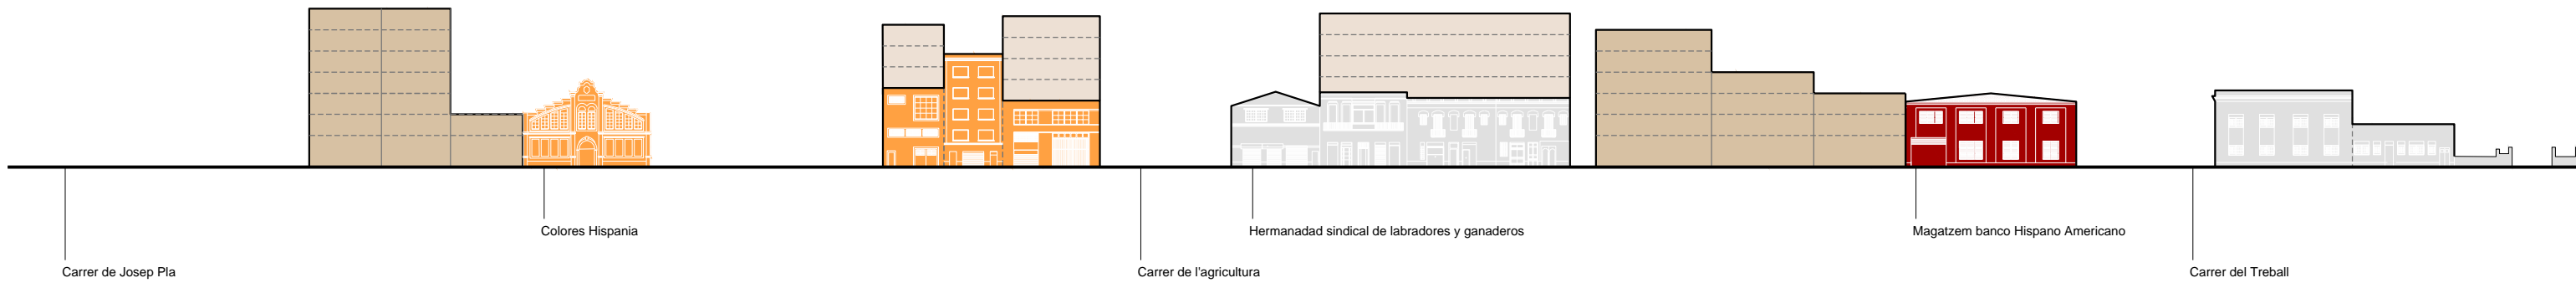 Colores Hispania
Hermanadad sindical de labradores y ganaderos
Magatzem banco Hispano Americano
Carrer de Josep Pla
Carrer de l'agricultura
Carrer del Treball